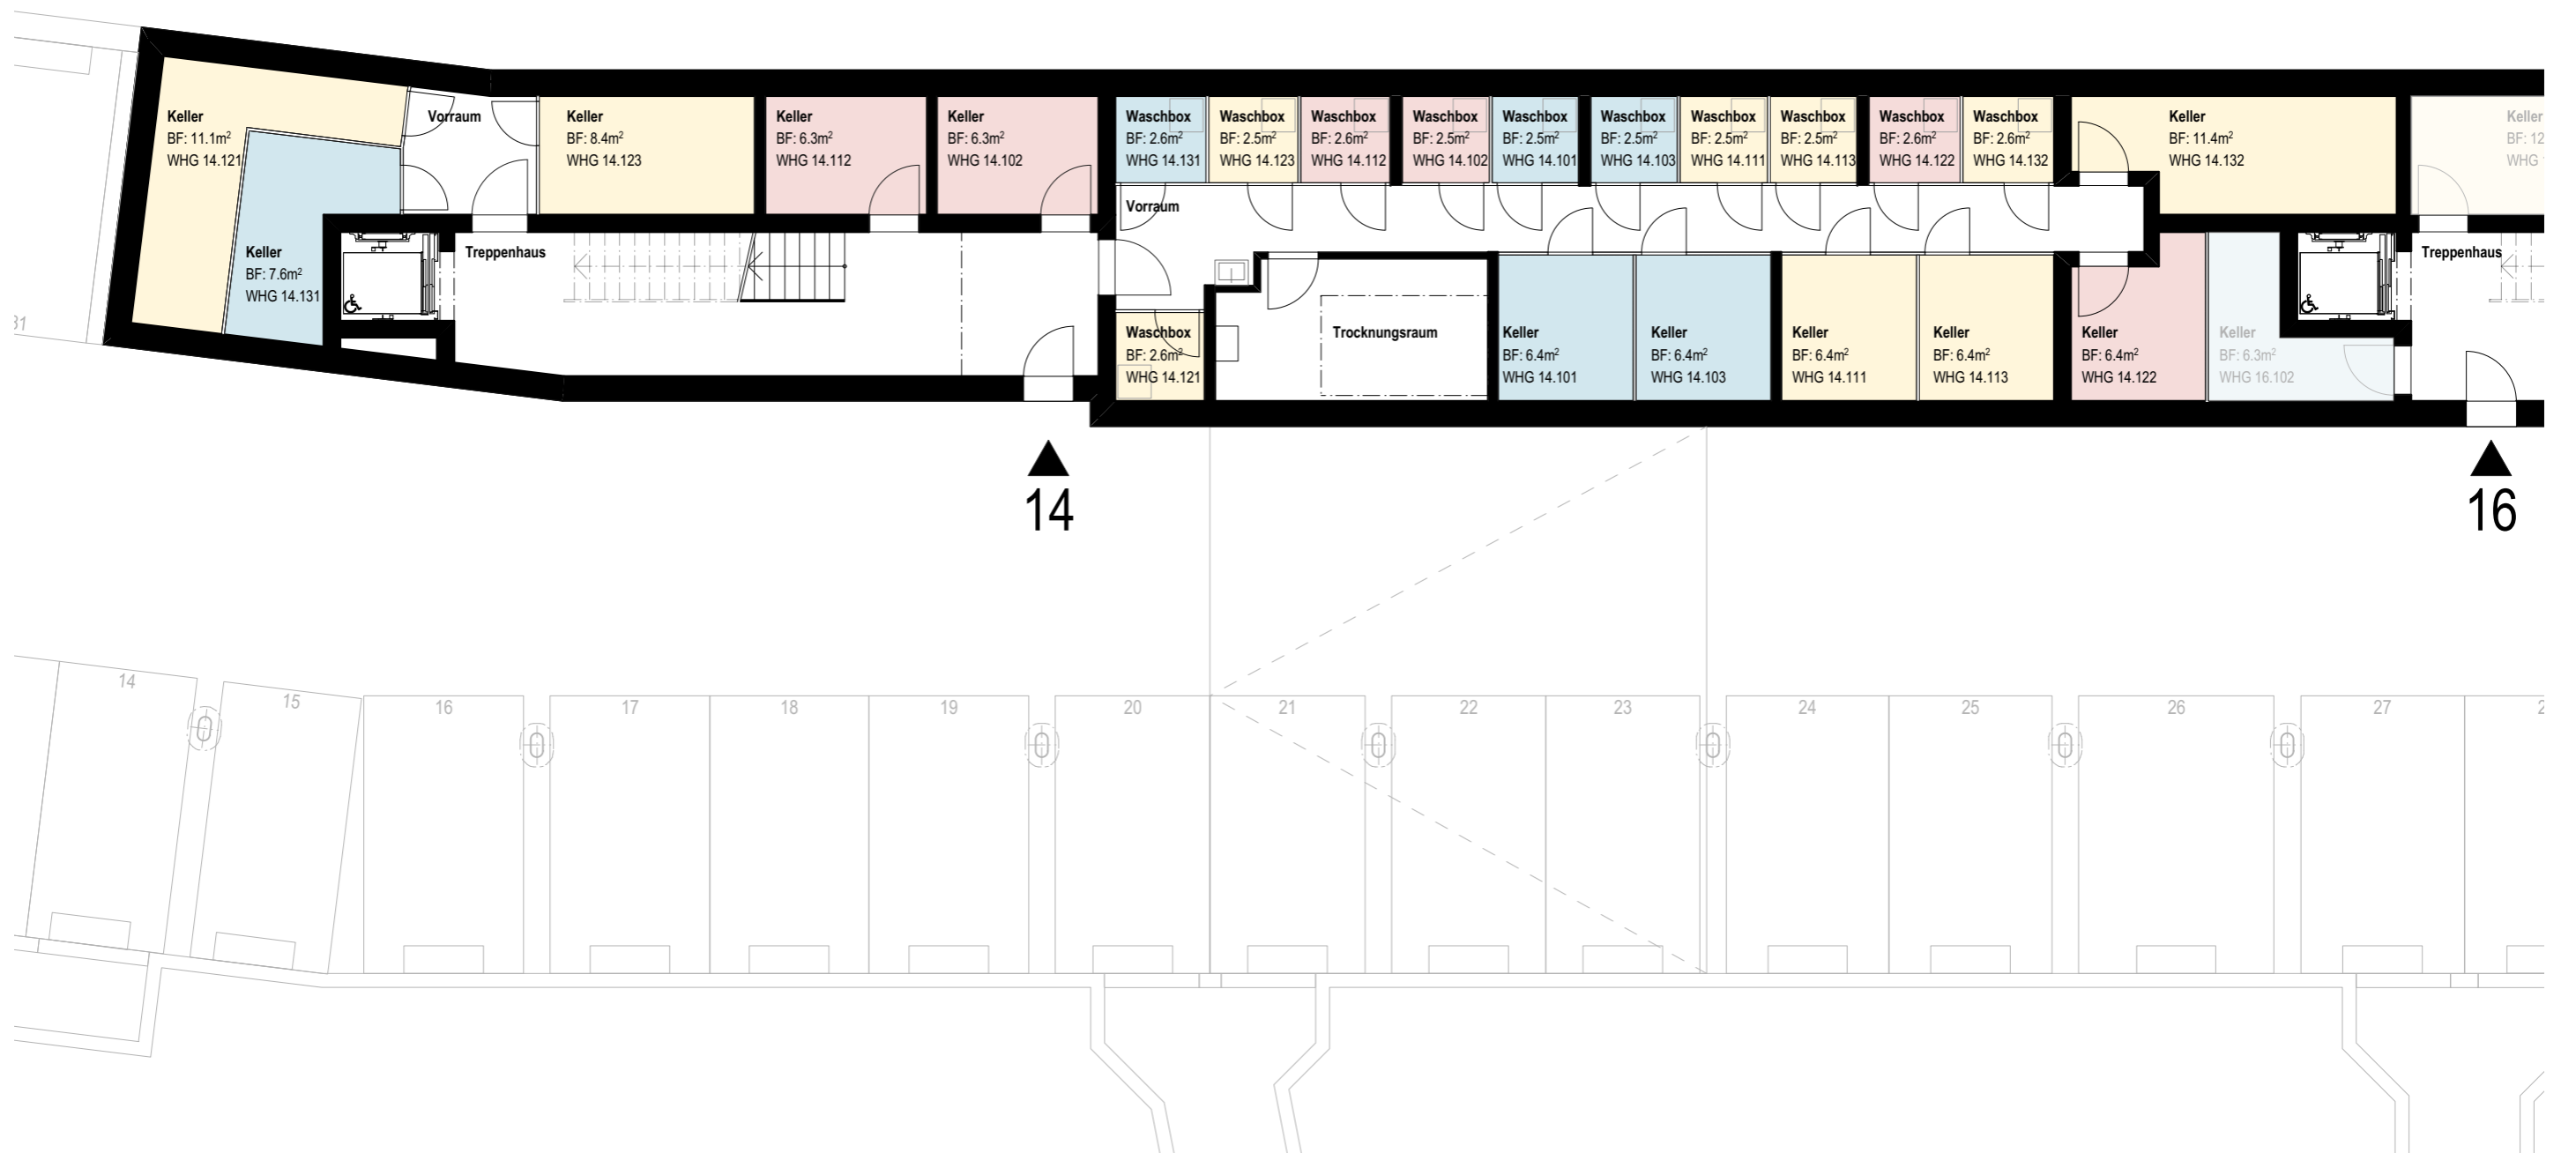 Keller
BF: 11.1m²
WHG 14.121
Vorraum
Keller
BF: 8.4m²
WHG 14.123
Keller
BF: 6.3m²
WHG 14.112
Keller
BF: 6.3m²
WHG 14.102
Waschbox
BF: 2.6m²
WHG 14.131
Waschbox
BF: 2.5m²
WHG 14.123
Waschbox
BF: 2.6m²
WHG 14.112
Waschbox
BF: 2.5m²
WHG 14.102
Waschbox
BF: 2.5m²
WHG 14.101
Waschbox
BF: 2.5m²
WHG 14.103
Waschbox
BF: 2.5m²
WHG 14.111
Waschbox
BF: 2.5m²
WHG 14.113
Waschbox
BF: 2.6m²
WHG 14.122
Waschbox
BF: 2.6m²
WHG 14.132
Keller
BF: 11.4m²
WHG 14.132
Keller
BF: 12
WHG
Vorraum
Keller
BF: 7.6m²
WHG 14.131
Treppenhaus
Treppenhaus
31
Waschbox
BF: 2.6m²
WHG 14.121
Trocknungsraum
Keller
BF: 6.4m²
WHG 14.101
Keller
BF: 6.4m²
WHG 14.103
Keller
BF: 6.4m²
WHG 14.111
Keller
BF: 6.4m²
WHG 14.113
Keller
BF: 6.4m²
WHG 14.122
Keller
BF: 6.3m²
WHG 16.102
14
16
14
15
16
17
18
19
20
21
22
23
24
25
26
27
2